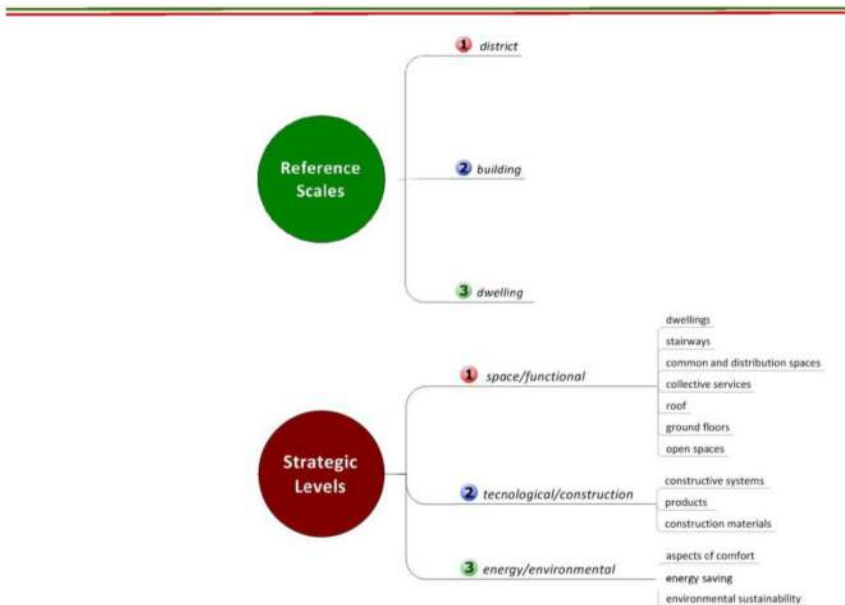 1 district
Reference
Scales
2 building
3 dwelling
Strategic
Levels
1 space/functional
dwellings
stairways
common and distribution spaces
collective services
roof
ground floors
open spaces
2 tecnological/construction
constructive systems
products
construction materials
3 energy/environmental
aspects of comfort
energy saving
environmental sustainability